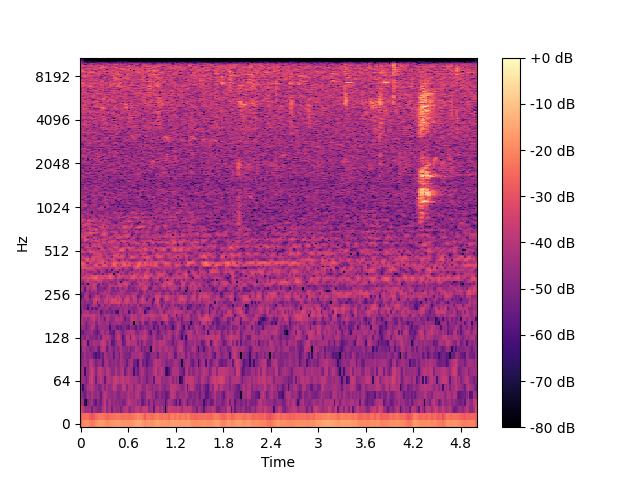 8192
4096
2048
1024
512
256
128
64
0
Hz
0 0.6 1.2 1.8 2.4 3 3.6 4.2 4.8
Time
+0 dB
-10 dB
-20 dB
-30 dB
-40 dB
-50 dB
-60 dB
-70 dB
-80 dB